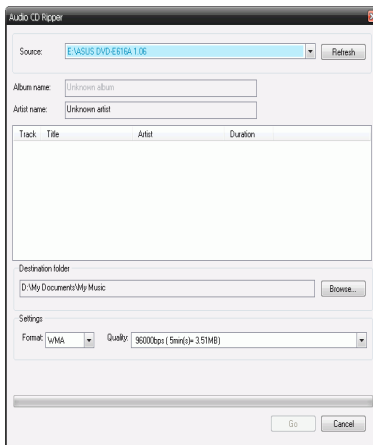 Audio CD Ripper
Source: E:\ASUS DVD-E616A 1.06 Refresh
Album name: Unknown album
Artist name: Unknown artist
Track Title Artist Duration
Destination folder
D:\My Documents\My Music Browse...
Settings
Format: WMA Quality: 96000bps ( 5min(s)= 3.51MB)
Go Cancel